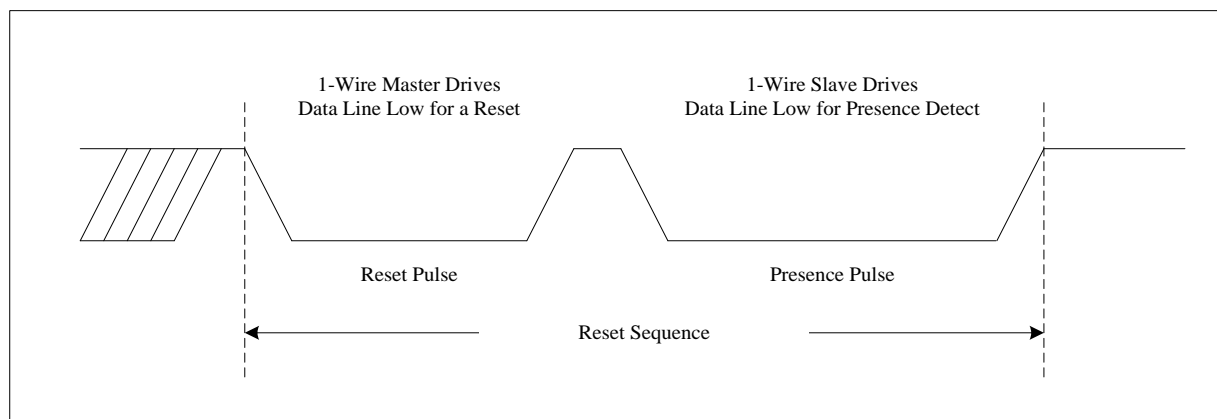 1-Wire Master Drives
Data Line Low for a Reset
1-Wire Slave Drives
Data Line Low for Presence Detect
Reset Pulse
Presence Pulse
Reset Sequence